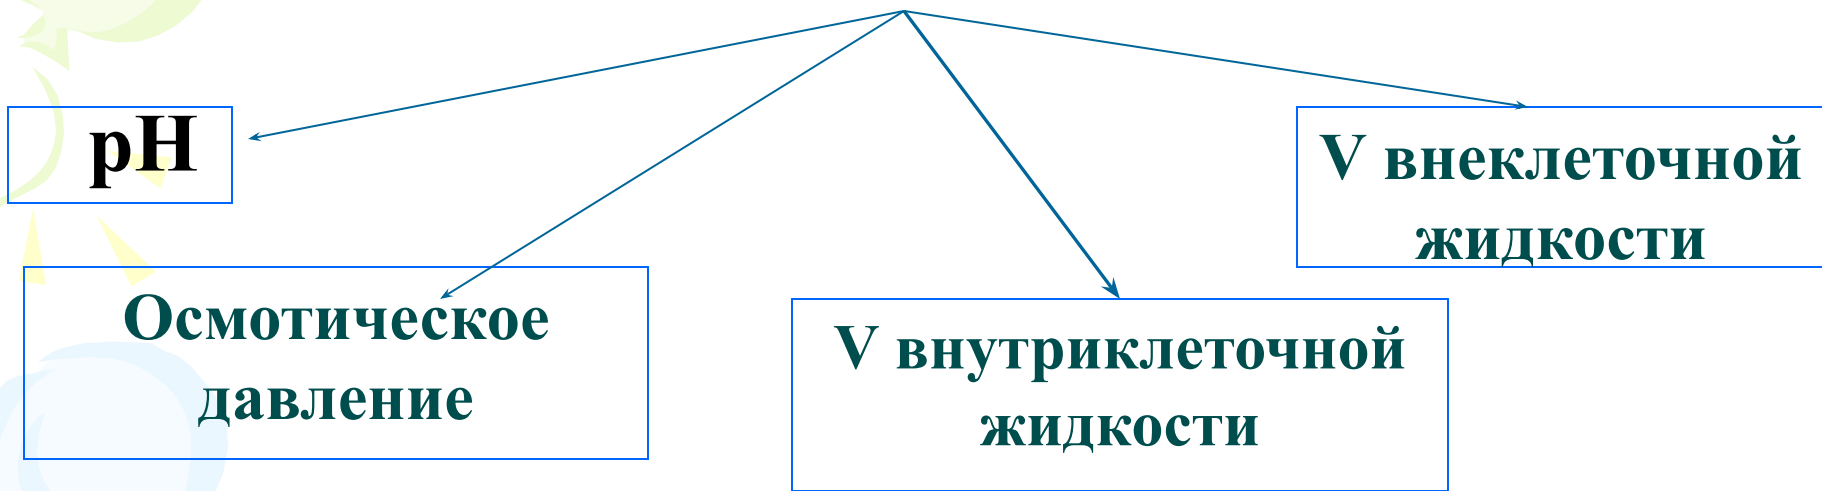 pH
V внеклеточной
жидкости
Осмотическое
давление
V внутриклеточной
жидкости